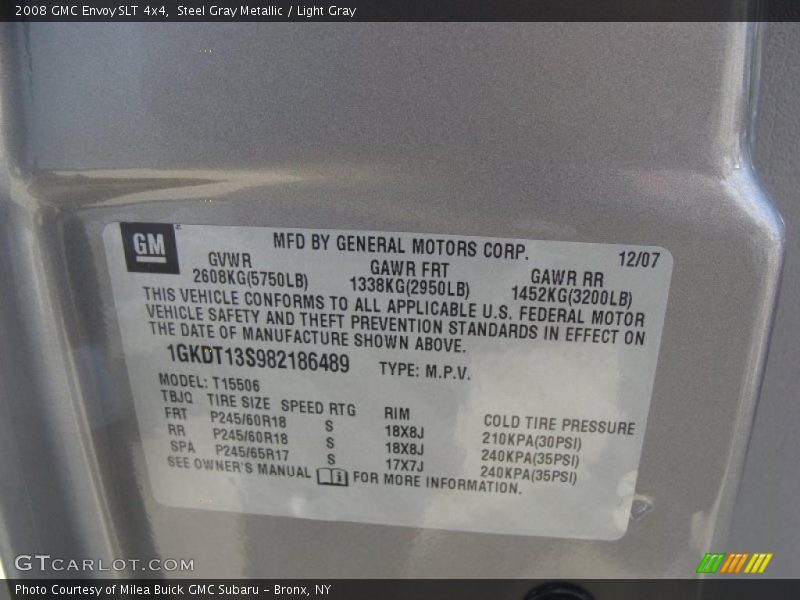 2008 GMC Envoy SLT 4x4, Steel Gray Metallic / Light Gray
GM
MFD BY GENERAL MOTORS CORP. 12/07
GVWR GAWR FRT GAWR RR
2608KG(5750LB) 1338KG(2950LB) 1452KG(3200LB)
THIS VEHICLE CONFORMS TO ALL APPLICABLE U.S. FEDERAL MOTOR
VEHICLE SAFETY AND THEFT PREVENTION STANDARDS IN EFFECT ON
THE DATE OF MANUFACTURE SHOWN ABOVE.
1GKDT13S982186489 TYPE: M.P.V.
MODEL: T15506
TBJQ TIRE SIZE SPEED RTG RIM COLD TIRE PRESSURE
FRT P245/60R18 S 18X8J 210KPA(30PSI)
RR P245/60R18 S 18X8J 240KPA(35PSI)
SPA P245/65R17 S 17X7J 240KPA(35PSI)
SEE OWNER'S MANUAL i FOR MORE INFORMATION.
GTCARLOT.COM
Photo Courtesy of Milea Buick GMC Subaru - Bronx, NY